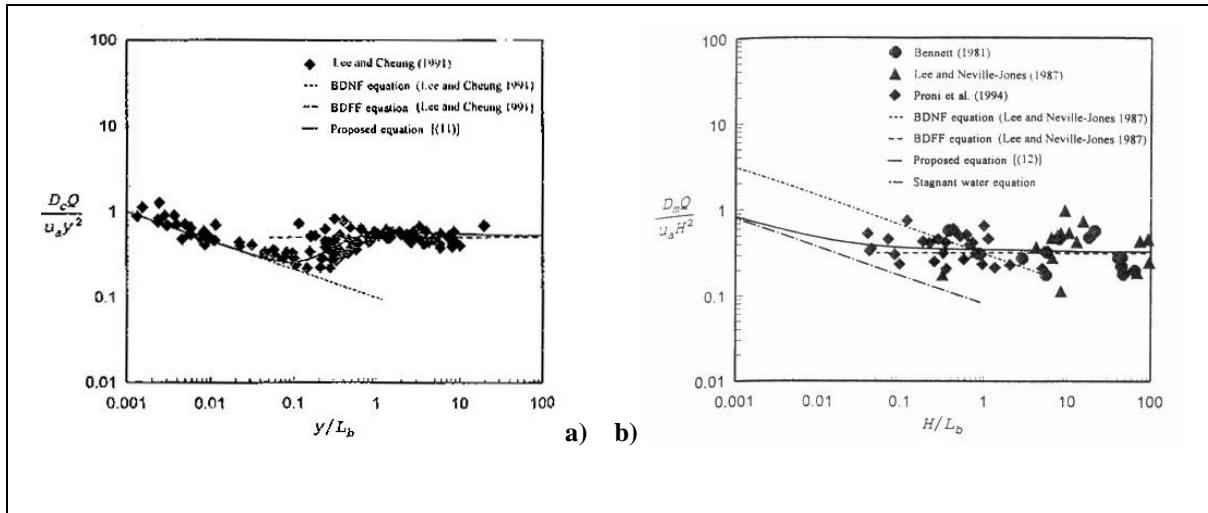 100
10
1
0.1
0.01
D_cQ
u_ay²
0.001
0.01
0.1
1
10
100
y/L_b
Lee and Cheung (1991)
BDNF equation (Lee and Cheung 1991)
BDFF equation (Lee and Cheung 1991)
Proposed equation [(11)]
a) b)
100
10
1
0.1
0.01
D_mQ
u_aH²
0.001
0.01
0.1
1
10
100
H/L_b
Bennett (1981)
Lee and Neville-Jones (1987)
Proni et al. (1994)
BDNF equation (Lee and Neville-Jones 1987)
BDFF equation (Lee and Neville-Jones 1987)
Proposed equation [(12)]
Stagnant water equation